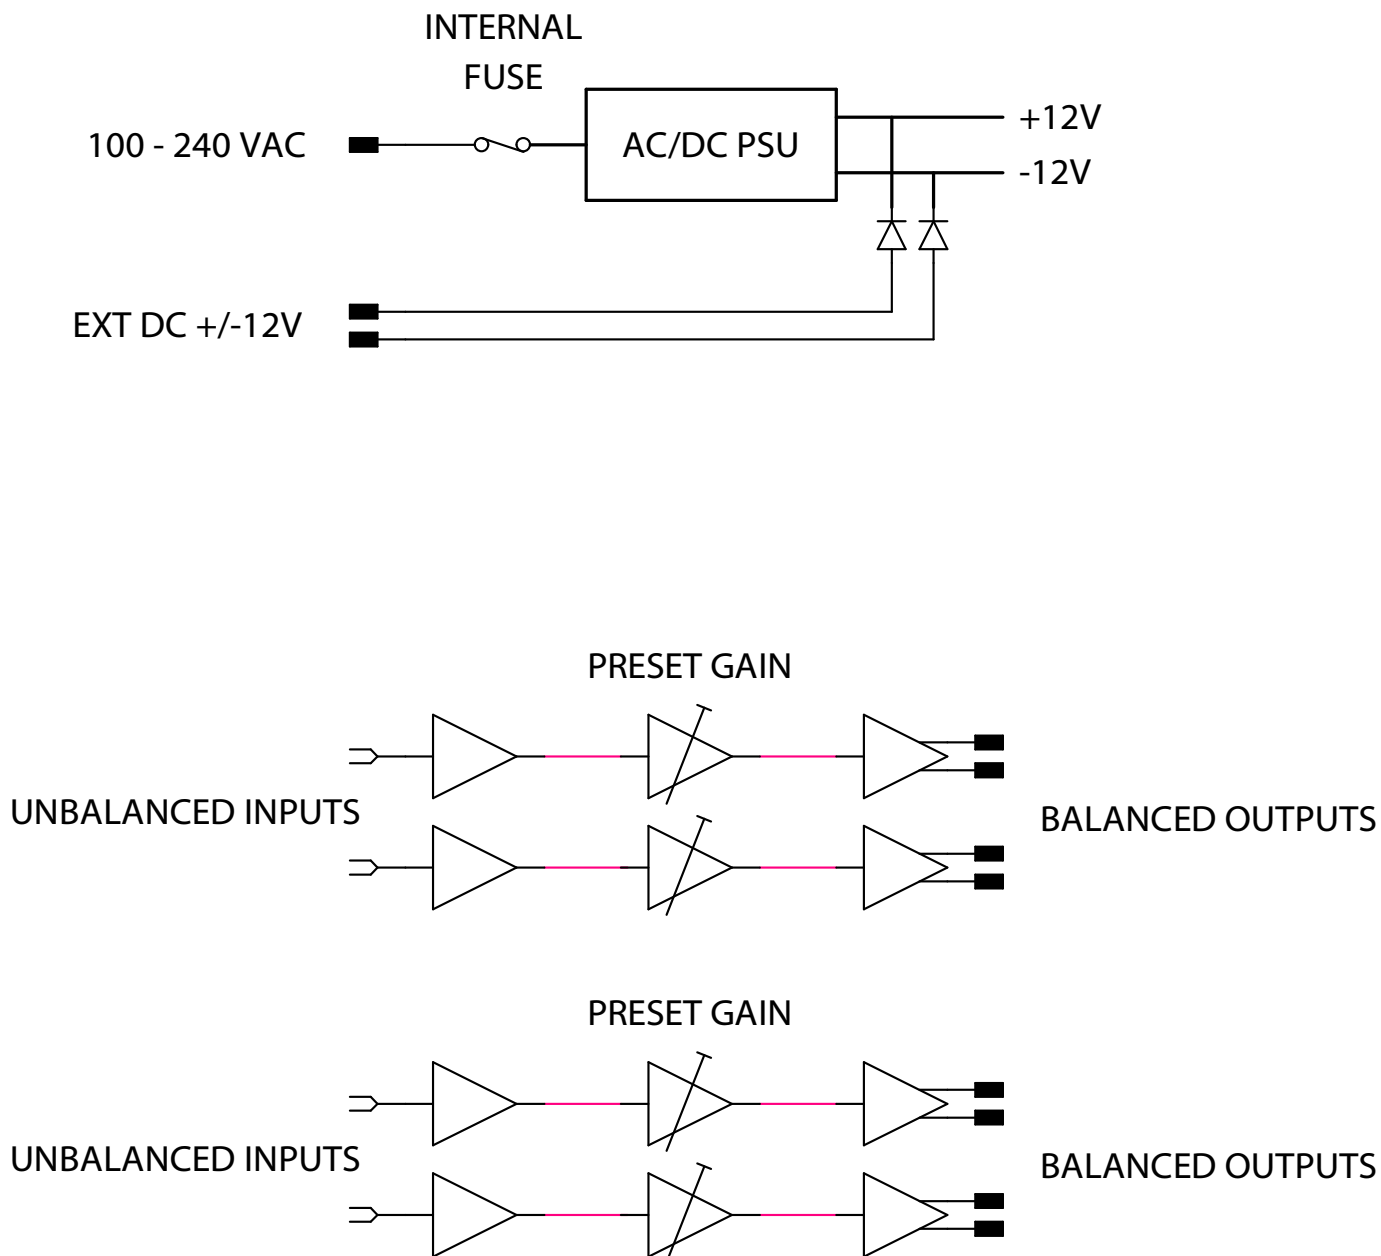 INTERNAL
FUSE
100 - 240 VAC
AC/DC PSU
+12V
-12V
EXT DC +/-12V
PRESET GAIN
UNBALANCED INPUTS
BALANCED OUTPUTS
PRESET GAIN
UNBALANCED INPUTS
BALANCED OUTPUTS